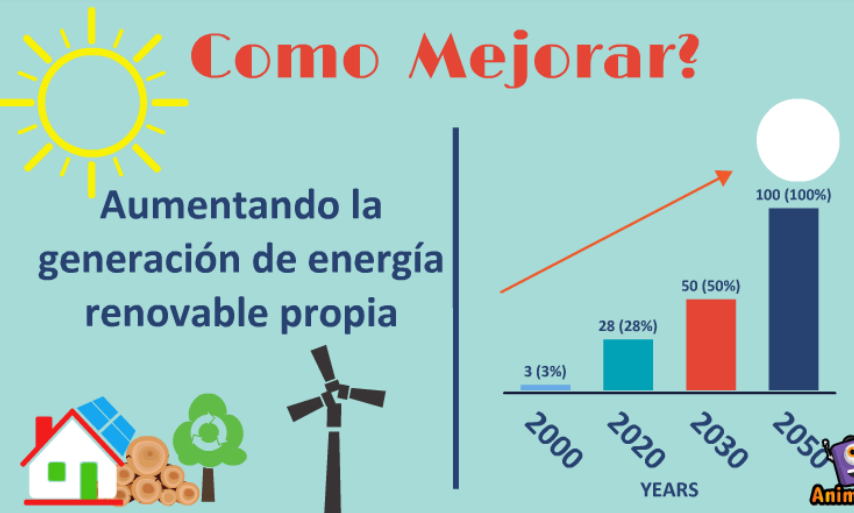 Como Mejorar?
Aumentando la
generación de energía
renovable propia
100 (100%)
50 (50%)
28 (28%)
3 (3%)
2000
2020
2030
2050
YEARS